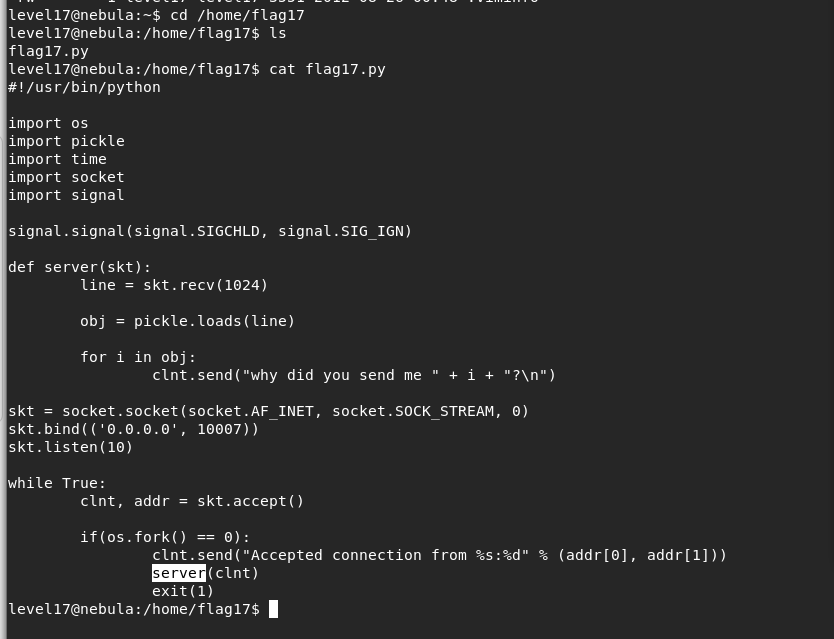 level17@nebula:~$ cd /home/flag17
level17@nebula:/home/flag17$ ls
flag17.py
level17@nebula:/home/flag17$ cat flag17.py
#!/usr/bin/python

import os
import pickle
import time
import socket
import signal

signal.signal(signal.SIGCHLD, signal.SIG_IGN)

def server(skt):
        line = skt.recv(1024)

        obj = pickle.loads(line)

        for i in obj:
                clnt.send("why did you send me " + i + "?\n")

skt = socket.socket(socket.AF_INET, socket.SOCK_STREAM, 0)
skt.bind(('0.0.0.0', 10007))
skt.listen(10)

while True:
        clnt, addr = skt.accept()

        if(os.fork() == 0):
                clnt.send("Accepted connection from %s:%d" % (addr[0], addr[1]))
                server(clnt)
                exit(1)
level17@nebula:/home/flag17$